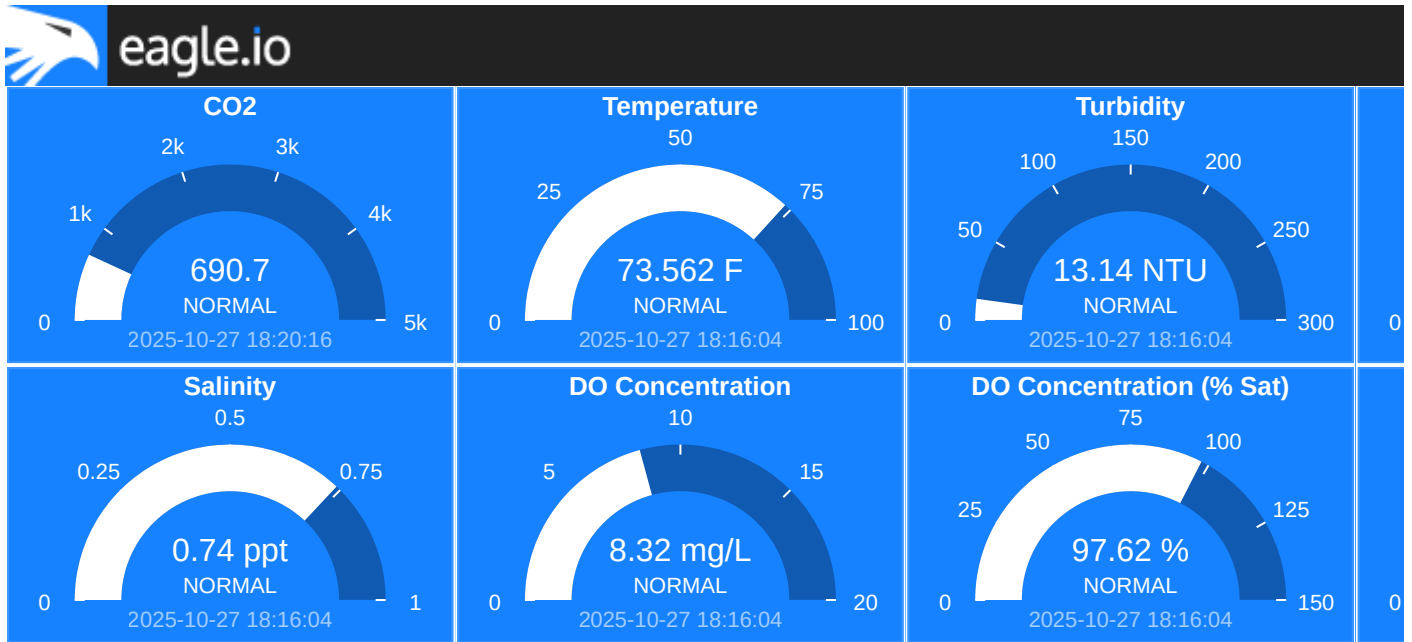 eagle.io
CO2
2k 3k
1k 4k
690.7
NORMAL
0 5k
2025-10-27 18:20:16
Temperature
50
25 75
73.562 F
NORMAL
0 100
2025-10-27 18:16:04
Turbidity
150
100 200
50 250
13.14 NTU
NORMAL
0 300
2025-10-27 18:16:04
0
Salinity
0.5
0.25 0.75
0.74 ppt
NORMAL
0 1
2025-10-27 18:16:04
DO Concentration
10
5 15
8.32 mg/L
NORMAL
0 20
2025-10-27 18:16:04
DO Concentration (% Sat)
75
50 100
25 125
97.62 %
NORMAL
0 150
2025-10-27 18:16:04
0